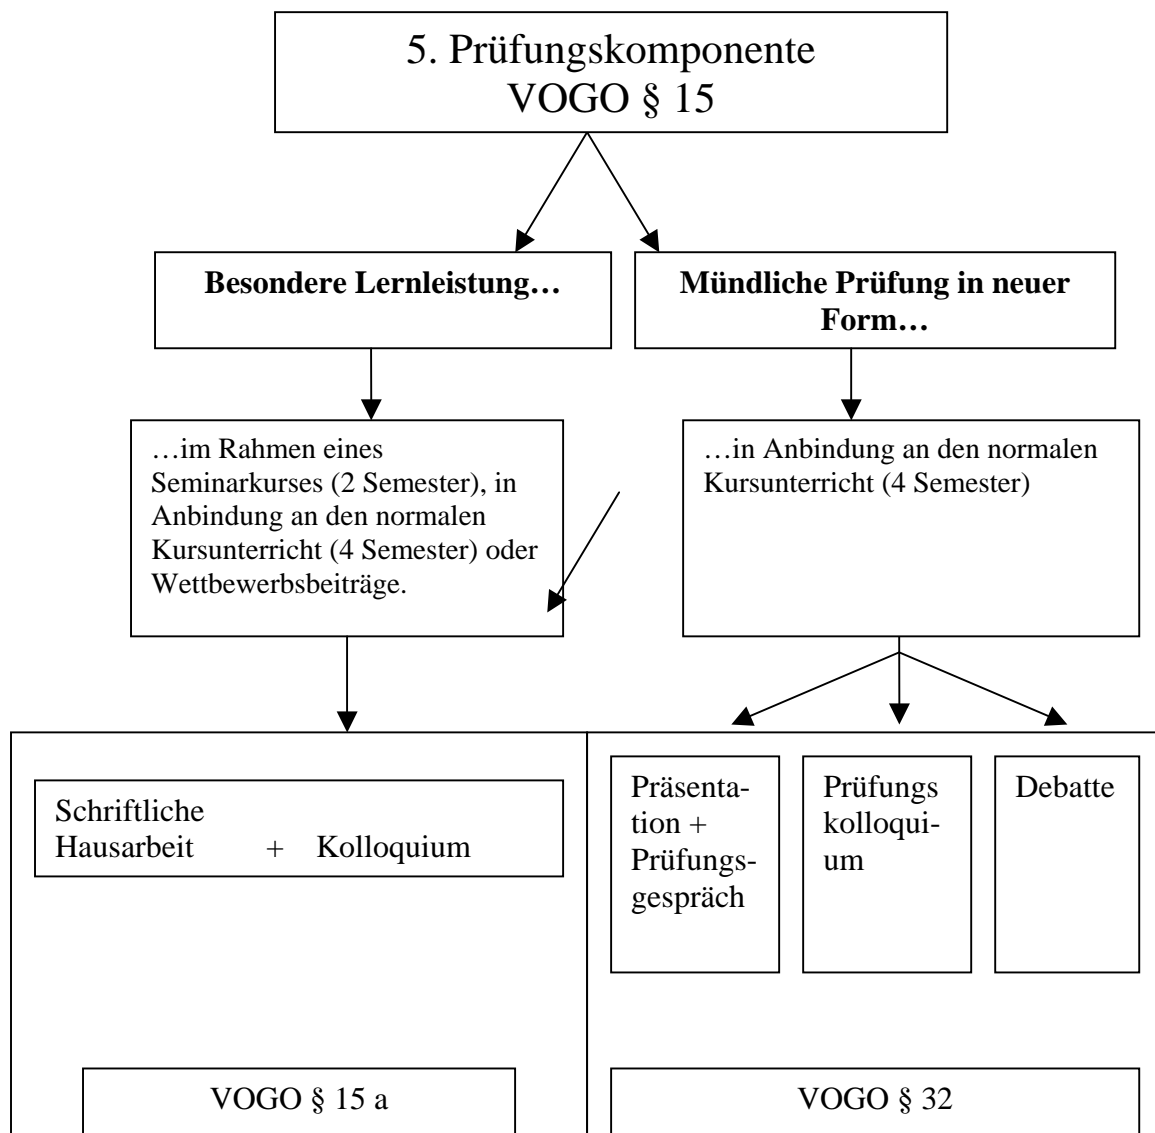 5. Prüfungskomponente
VOGO § 15
Besondere Lernleistung…
Mündliche Prüfung in neuer
Form…
…im Rahmen eines
Seminarkurses (2 Semester), in
Anbindung an den normalen
Kursunterricht (4 Semester) oder
Wettbewerbsbeiträge.
…in Anbindung an den normalen
Kursunterricht (4 Semester)
Schriftliche
Hausarbeit + Kolloquium
Präsenta-
tion +
Prüfungs-
gespräch
Prüfungs
kolloqui-
um
Debatte
VOGO § 15 a
VOGO § 32